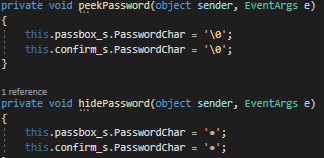 private void peekPassword(object sender, EventArgs e)
{
this.passbox_s.PasswordChar = '\0';
this.confirm_s.PasswordChar = '\0';
}
1 reference
private void hidePassword(object sender, EventArgs e)
{
this.passbox_s.PasswordChar = '●';
this.confirm_s.PasswordChar = '●';